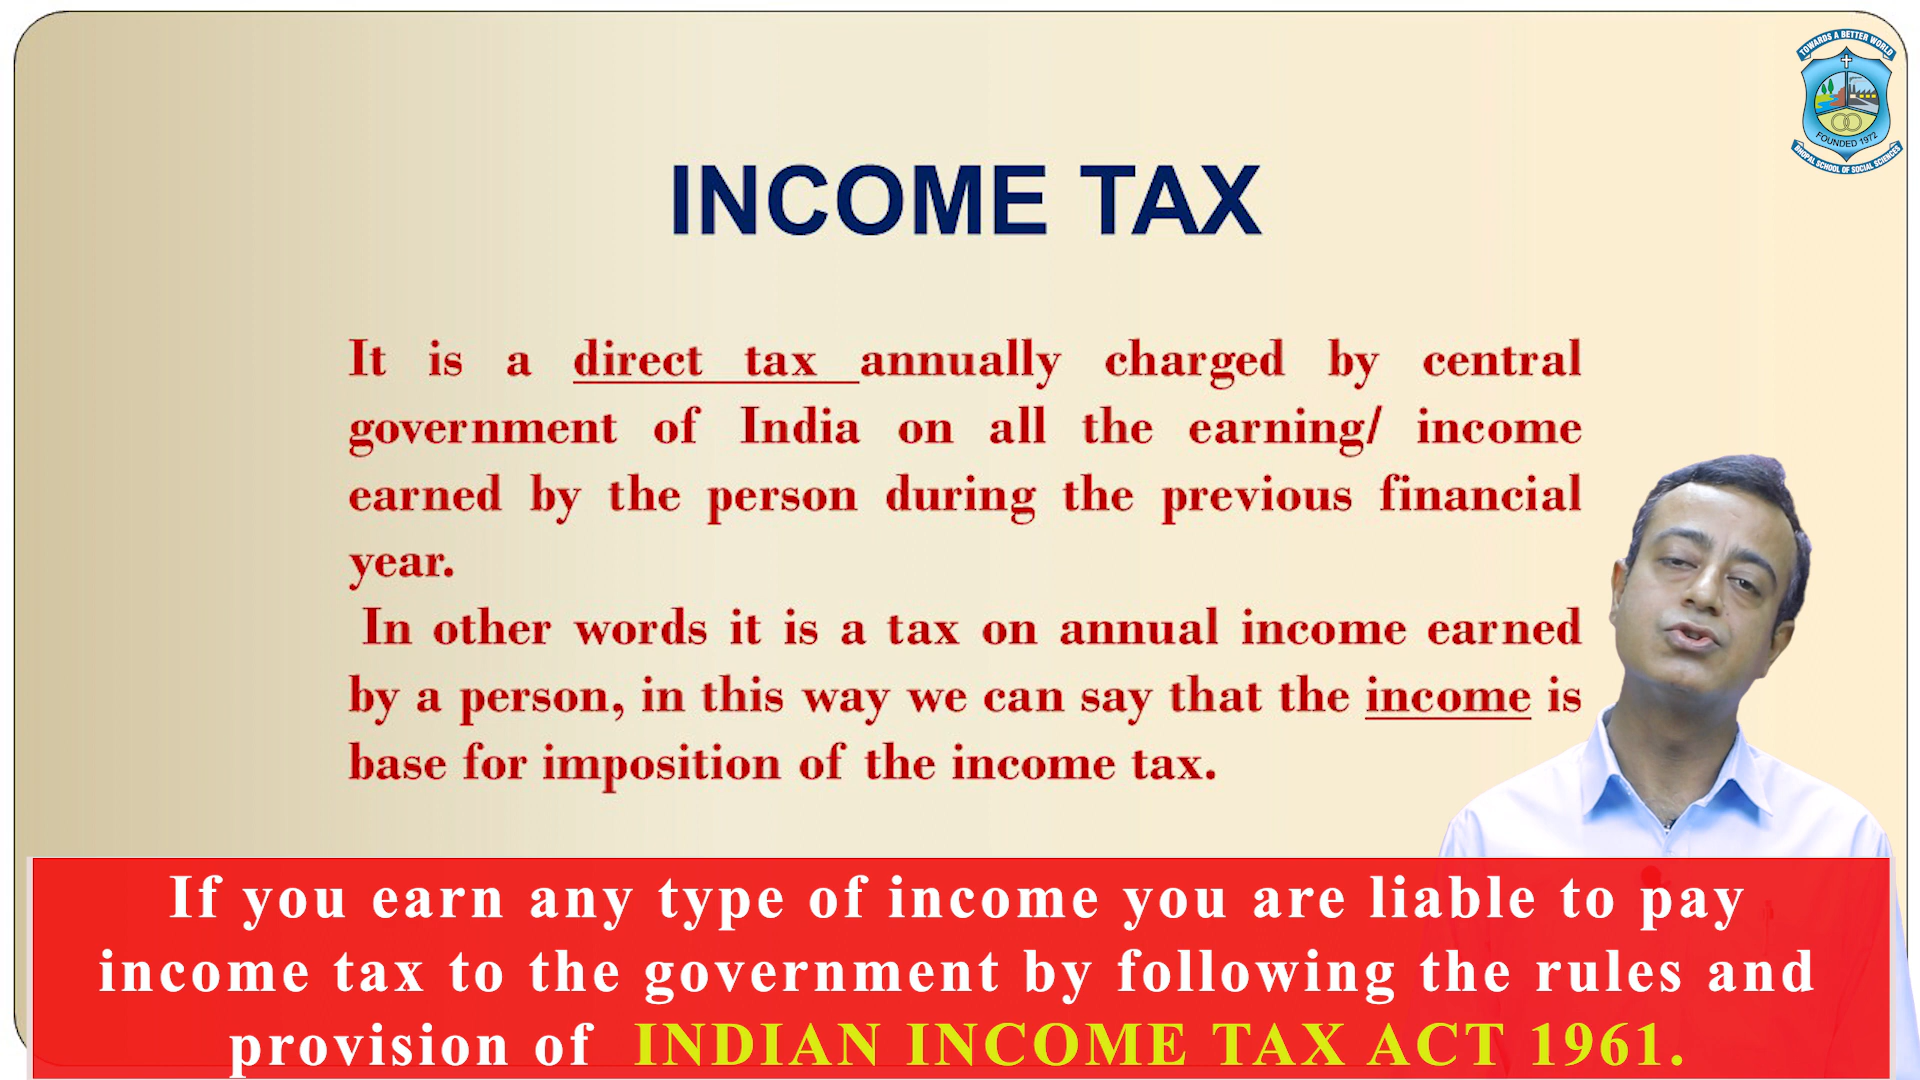 TOWARDS A BETTER WORLD
FOUNDED 1972
BHOPAL SCHOOL OF SOCIAL SCIENCES
INCOME TAX
It is a direct tax annually charged by central
government of India on all the earning/ income
earned by the person during the previous financial
year.
In other words it is a tax on annual income earned
by a person, in this way we can say that the income is
base for imposition of the income tax.
If you earn any type of income you are liable to pay
income tax to the government by following the rules and
provision of INDIAN INCOME TAX ACT 1961.